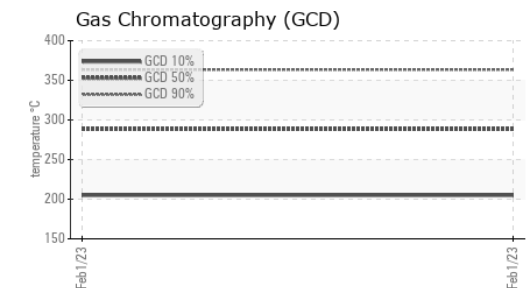 Gas Chromatography (GCD)
400
350
300
250
200
150
temperature °C
GCD 10%
GCD 50%
GCD 90%
Feb1/23
Feb1/23